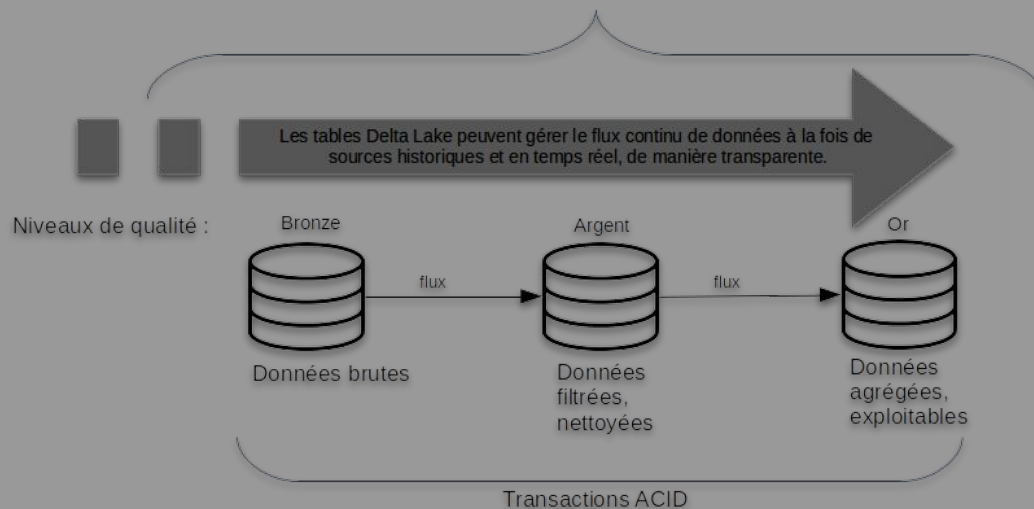 Les tables Delta Lake peuvent gérer le flux continu de données à la fois de
sources historiques et en temps réel, de manière transparente.
Niveaux de qualité :
Bronze
Argent
Or
flux
flux
Données brutes
Données
filtrées,
nettoyées
Données
agrégées,
exploitables
Transactions ACID